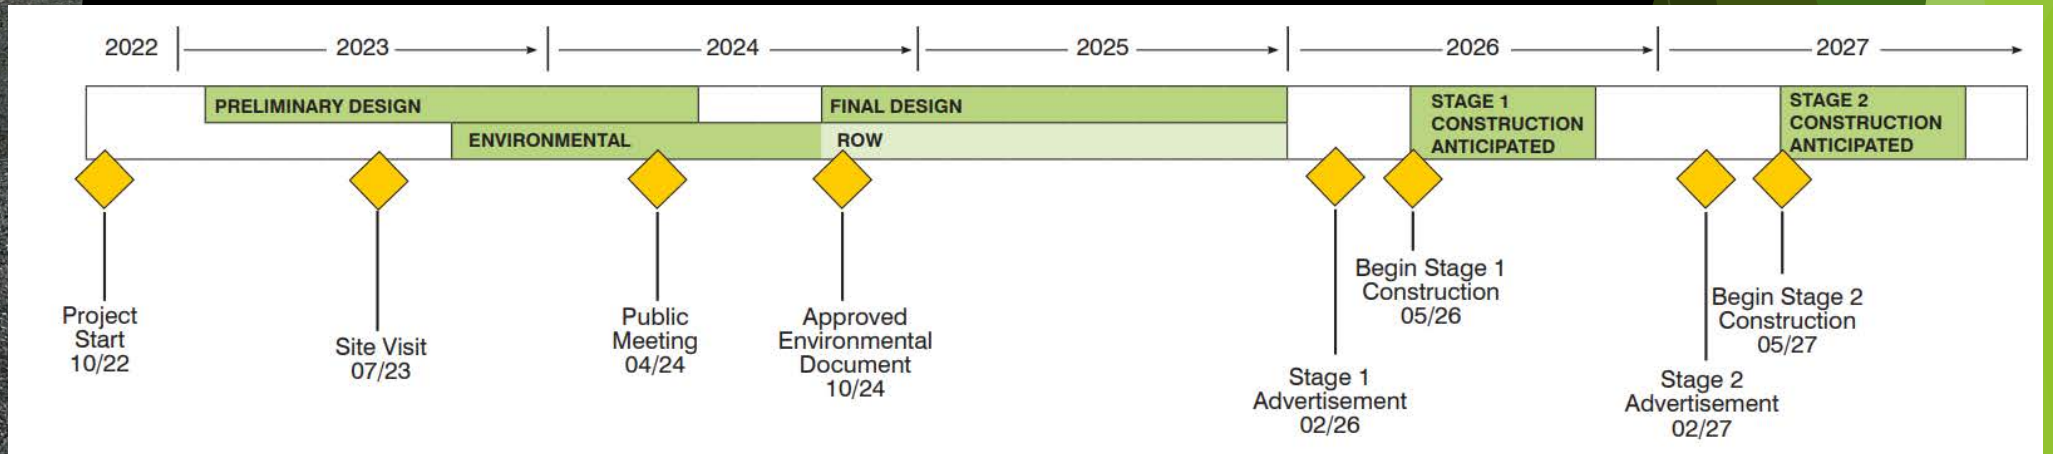 2022 2023 2024 2025 2026 2027
PRELIMINARY DESIGN
FINAL DESIGN
STAGE 1
CONSTRUCTION
ANTICIPATED
STAGE 2
CONSTRUCTION
ANTICIPATED
ENVIRONMENTAL
ROW
Project
Start
10/22
Site Visit
07/23
Public
Meeting
04/24
Approved
Environmental
Document
10/24
Stage 1
Advertisement
02/26
Begin Stage 1
Construction
05/26
Stage 2
Advertisement
02/27
Begin Stage 2
Construction
05/27